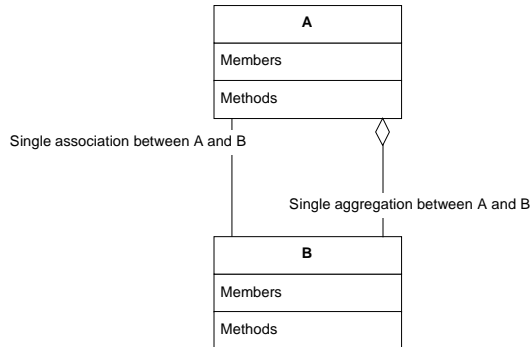 A
Members
Methods
Single association between A and B
Single aggregation between A and B
B
Members
Methods